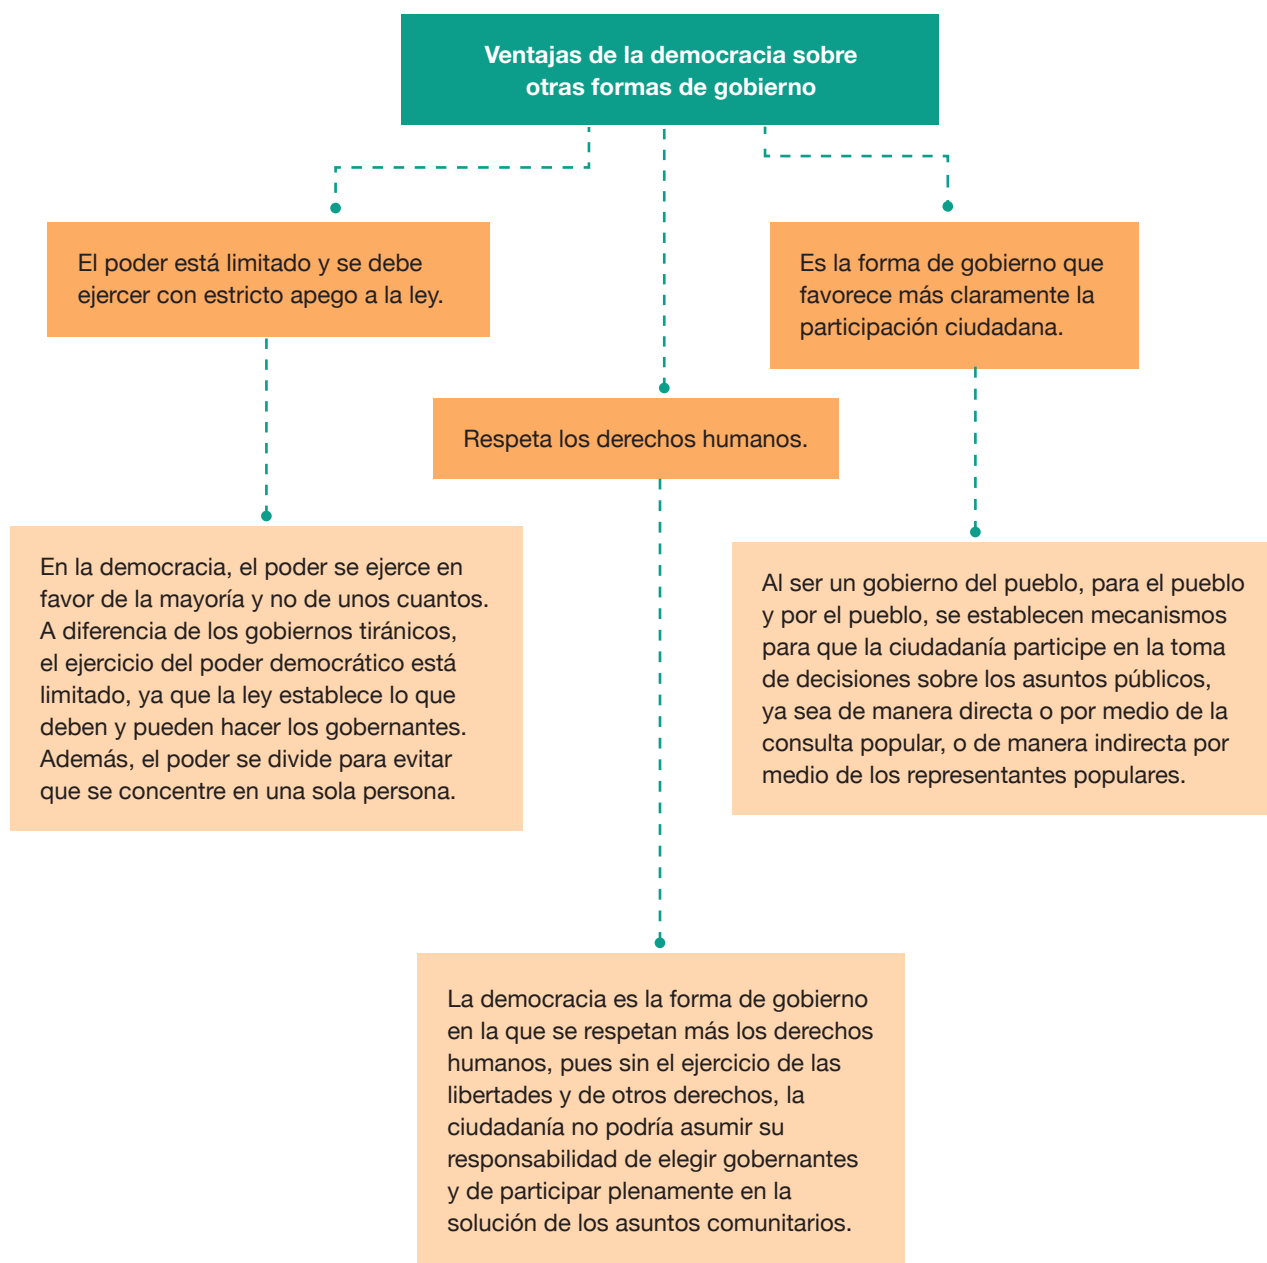 Ventajas de la democracia sobre
otras formas de gobierno
El poder está limitado y se debe
ejercer con estricto apego a la ley.
Es la forma de gobierno que
favorece más claramente la
participación ciudadana.
Respeta los derechos humanos.
En la democracia, el poder se ejerce en
favor de la mayoría y no de unos cuantos.
A diferencia de los gobiernos tiránicos,
el ejercicio del poder democrático está
limitado, ya que la ley establece lo que
deben y pueden hacer los gobernantes.
Además, el poder se divide para evitar
que se concentre en una sola persona.
Al ser un gobierno del pueblo, para el pueblo
y por el pueblo, se establecen mecanismos
para que la ciudadanía participe en la toma
de decisiones sobre los asuntos públicos,
ya sea de manera directa o por medio de la
consulta popular, o de manera indirecta por
medio de los representantes populares.
La democracia es la forma de gobierno
en la que se respetan más los derechos
humanos, pues sin el ejercicio de las
libertades y de otros derechos, la
ciudadanía no podría asumir su
responsabilidad de elegir gobernantes
y de participar plenamente en la
solución de los asuntos comunitarios.